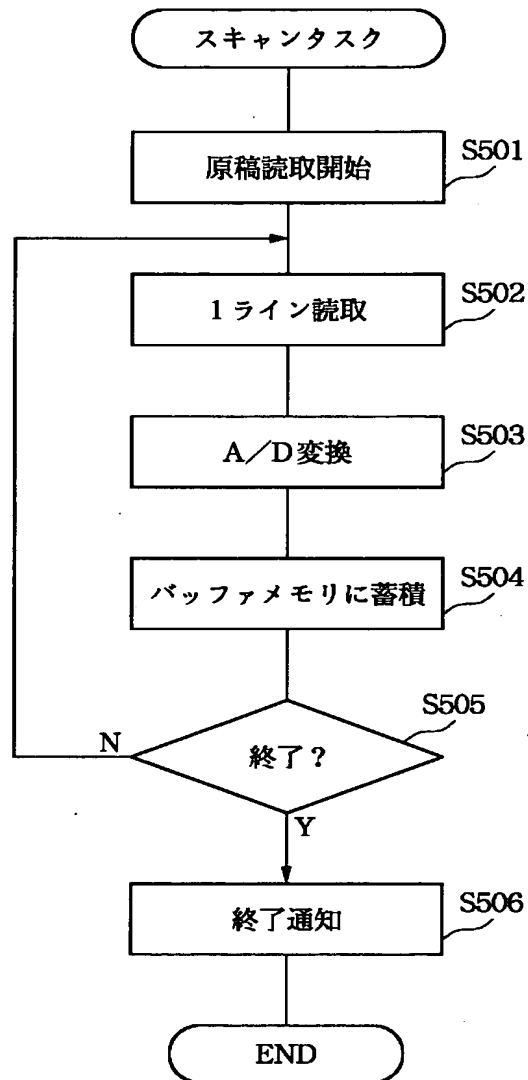 スキャンタスク
原稿読取開始
S501
1ライン読取
S502
A/D変換
S503
バッファメモリに蓄積
S504
終了?
S505
N
Y
終了通知
S506
END